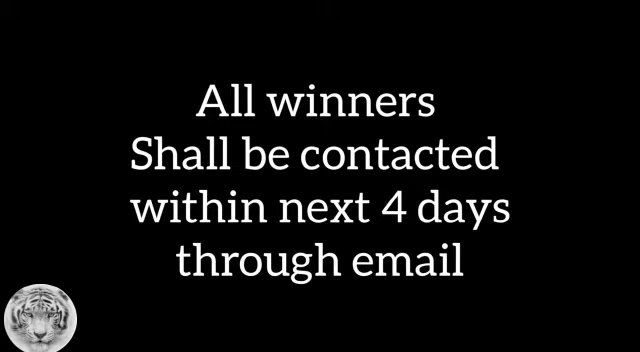 All winners
Shall be contacted
within next 4 days
through email